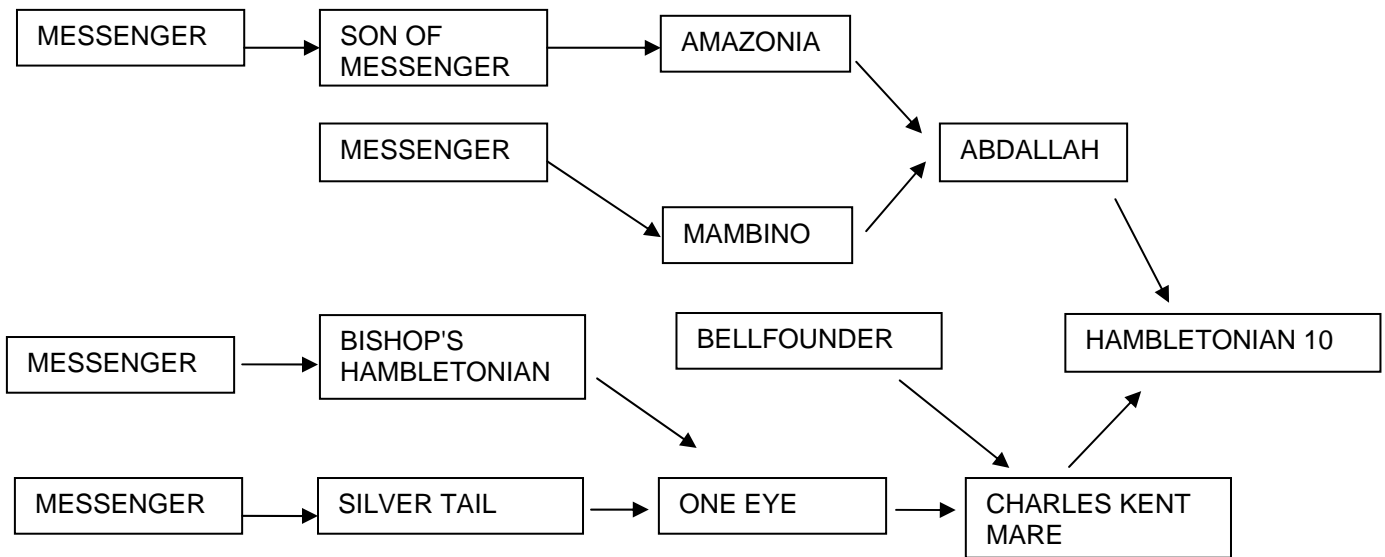 MESSENGER
SON OF
MESSENGER
AMAZONIA
MESSENGER
ABDALLAH
MAMBINO
MESSENGER
BISHOP'S
HAMBLETONIAN
BELLFOUNDER
HAMBLETONIAN 10
MESSENGER
SILVER TAIL
ONE EYE
CHARLES KENT
MARE